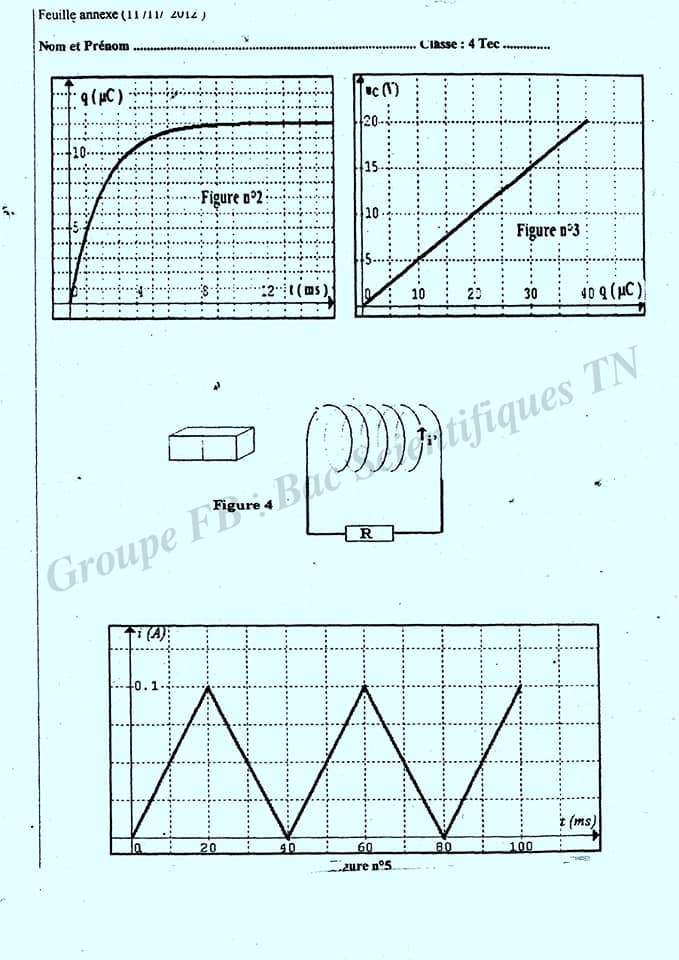 Feuille annexe (11 /11/ 2012 )
Nom et Prénom ........................................ Classe : 4 Tec .............
q ( µC )
10
5
Figure n°2
0 4 8 12 t ( ms )
uc (V)
20
15
10
5
Figure n°3
0 10 20 30 40 q ( µC )
i'
Figure 4
R
Groupe FB : Bac Scientifiques TN
i (A)
0.1
t (ms)
0 20 40 60 80 100
gure n°5